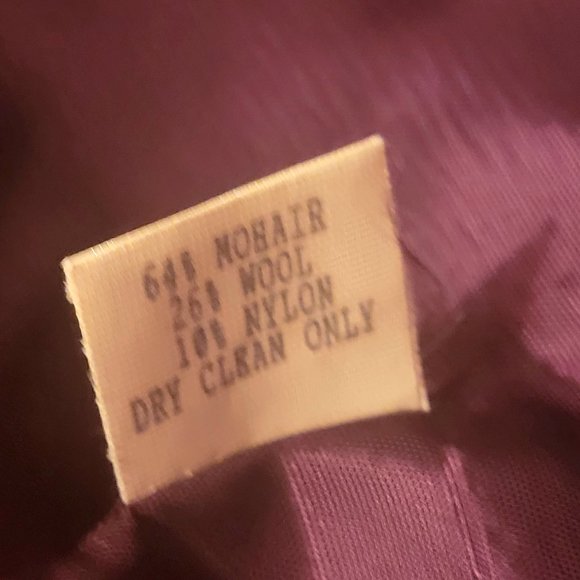 64% MOHAIR
26% WOOL
10% NYLON
DRY CLEAN ONLY